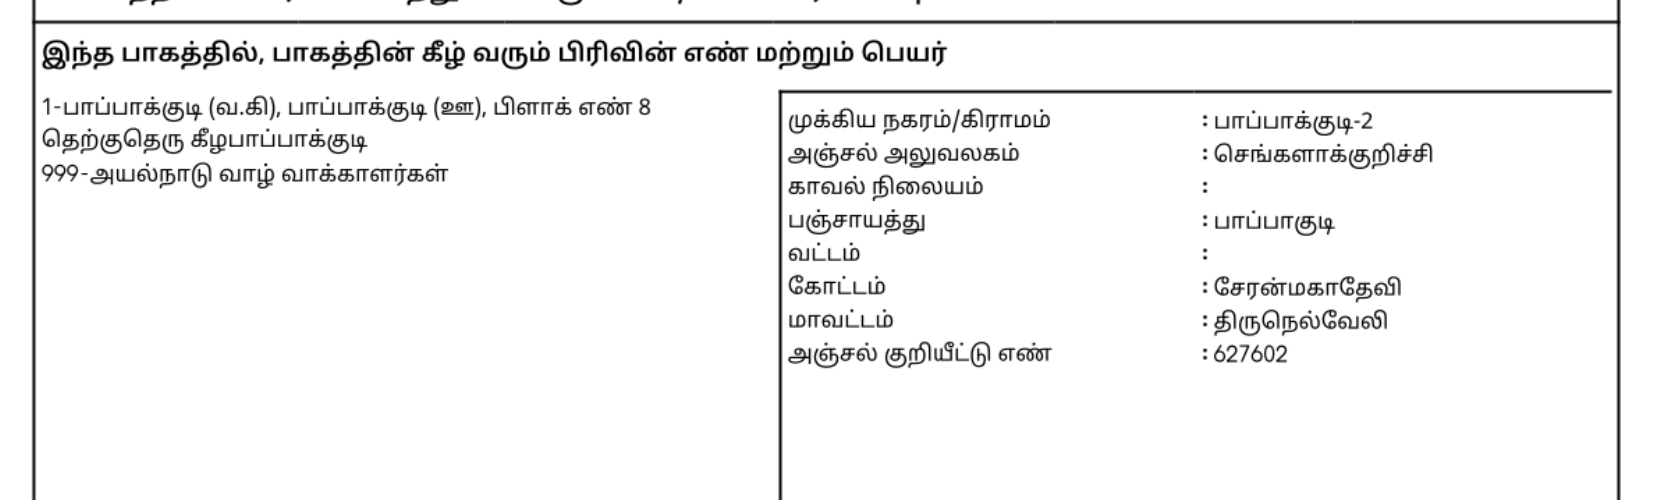 இந்த பாகத்தில், பாகத்தின் கீழ் வரும் பிரிவின் எண் மற்றும் பெயர்
1-பாப்பாக்குடி (வ.கி), பாப்பாக்குடி (ஊ), பிளாக் எண் 8
தெற்குதெரு கீழபாப்பாக்குடி
999-அயல்நாடு வாழ் வாக்காளர்கள்
முக்கிய நகரம்/கிராமம் : பாப்பாக்குடி-2
அஞ்சல் அலுவலகம் : செங்களாக்குறிச்சி
காவல் நிலையம் :
பஞ்சாயத்து : பாப்பாகுடி
வட்டம் :
கோட்டம் : சேரன்மகாதேவி
மாவட்டம் : திருநெல்வேலி
அஞ்சல் குறியீட்டு எண் : 627602